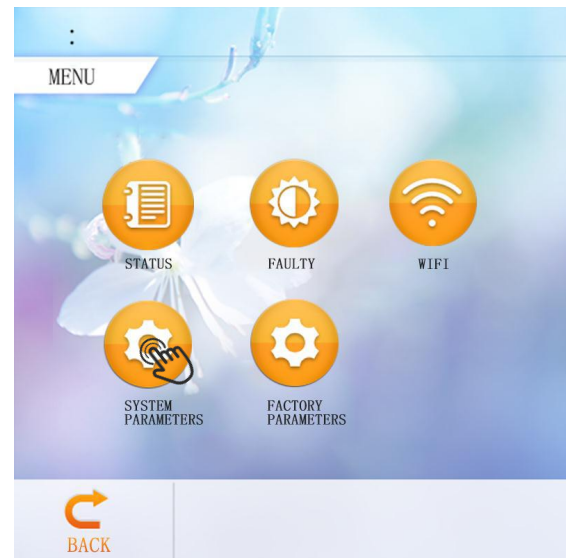 :
MENU
STATUS
FAULTY
WIFI
SYSTEM
PARAMETERS
FACTORY
PARAMETERS
BACK